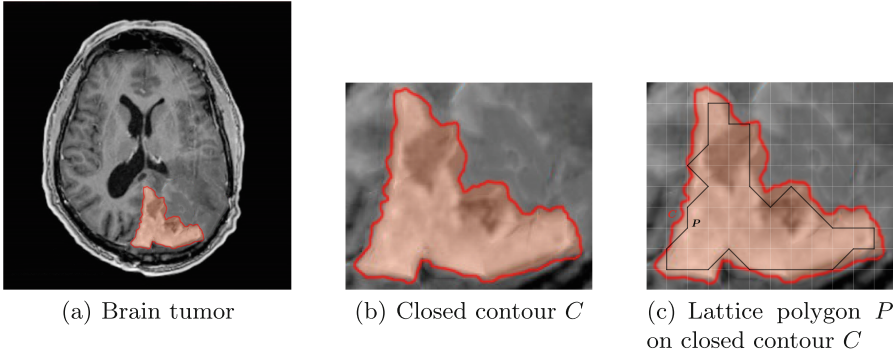 P
(a) Brain tumor
(b) Closed contour C
(c) Lattice polygon P
on closed contour C